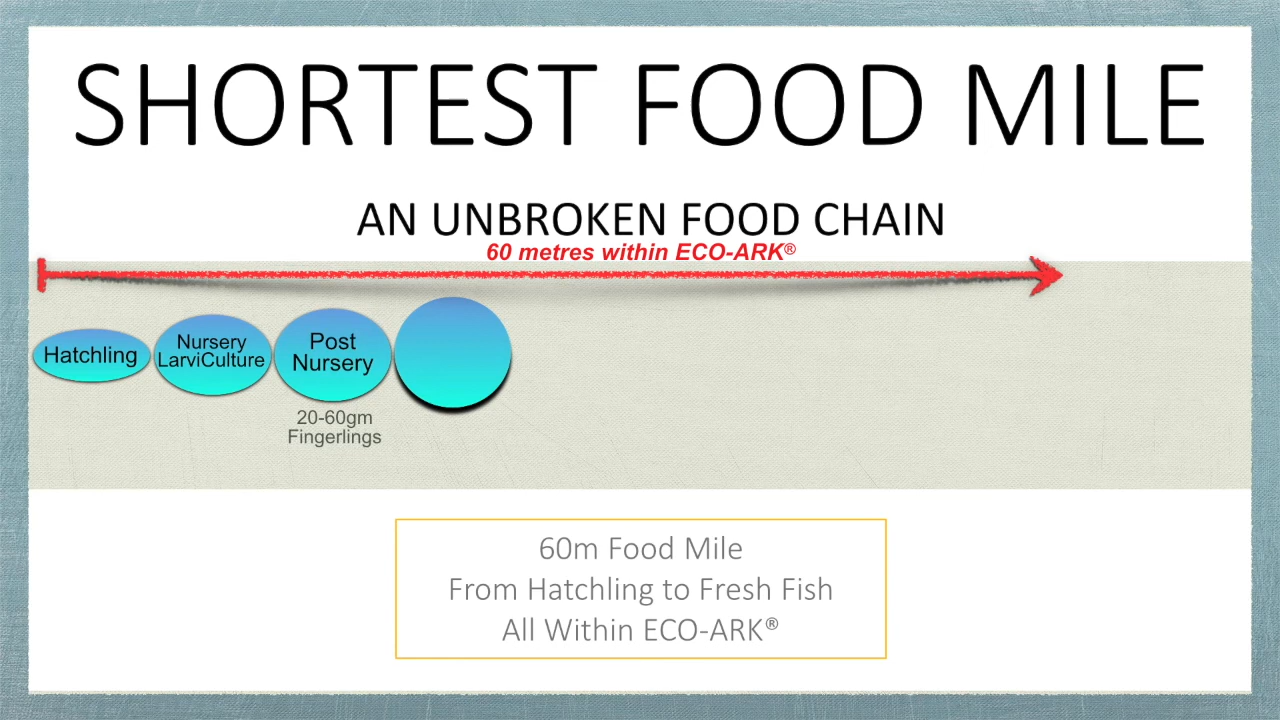 SHORTEST FOOD MILE
AN UNBROKEN FOOD CHAIN
60 metres within ECO-ARK®
Hatchling
Nursery
LarviCulture
Post
Nursery
20-60gm
Fingerlings
60m Food Mile
From Hatchling to Fresh Fish
All Within ECO-ARK®